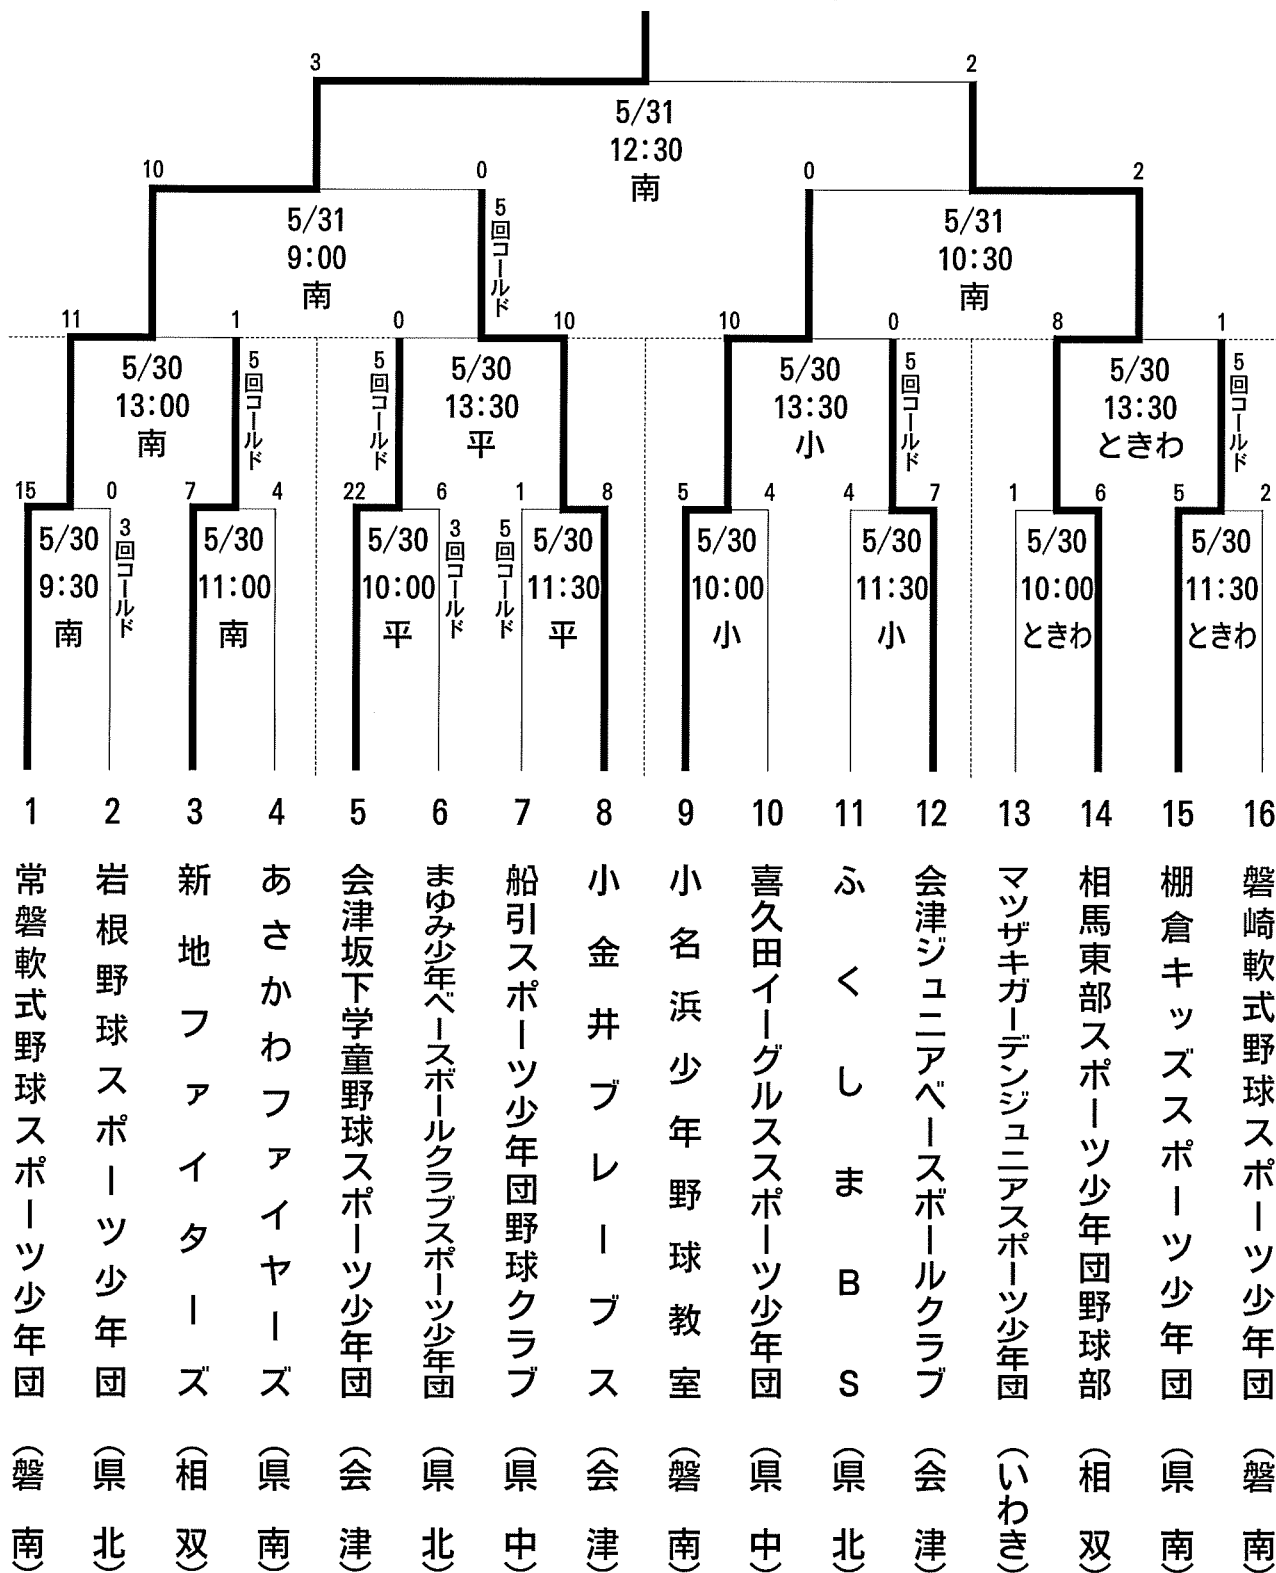 3
2
5/31
12:30
南
10
0
0
2
5/31
9:00
南
5回コールド
5/31
10:30
南
11
1
0
10
10
0
8
1
5/30
13:00
南
5回コールド
5回コールド
5/30
13:30
平
5/30
13:30
小
5回コールド
5/30
13:30
ときわ
5回コールド
15
0
7
4
22
6
1
8
5
4
4
7
1
6
5
2
5/30
9:30
南
3回コールド
5/30
11:00
南
5/30
10:00
平
3回コールド
5回コールド
5/30
11:30
平
5/30
10:00
小
5/30
11:30
小
5/30
10:00
ときわ
5/30
11:30
ときわ
1
常磐軟式野球スポーツ少年団
(磐南)
2
岩根野球スポーツ少年団
(県北)
3
新地ファイターズ
(相双)
4
あさかわファイヤーズ
(県南)
5
会津坂下学童野球スポーツ少年団
(会津)
6
まゆみ少年ベースボールクラブスポーツ少年団
(県北)
7
船引スポーツ少年団野球クラブ
(県中)
8
小金井ブレーブス
(会津)
9
小名浜少年野球教室
(磐南)
10
喜久田イーグルススポーツ少年団
(県中)
11
ふくしまBS
(県北)
12
会津ジュニアベースボールクラブ
(会津)
13
マツザキガーデンジュニアスポーツ少年団
(いわき)
14
相馬東部スポーツ少年団野球部
(相双)
15
棚倉キッズスポーツ少年団
(県南)
16
磐崎軟式野球スポーツ少年団
(磐南)